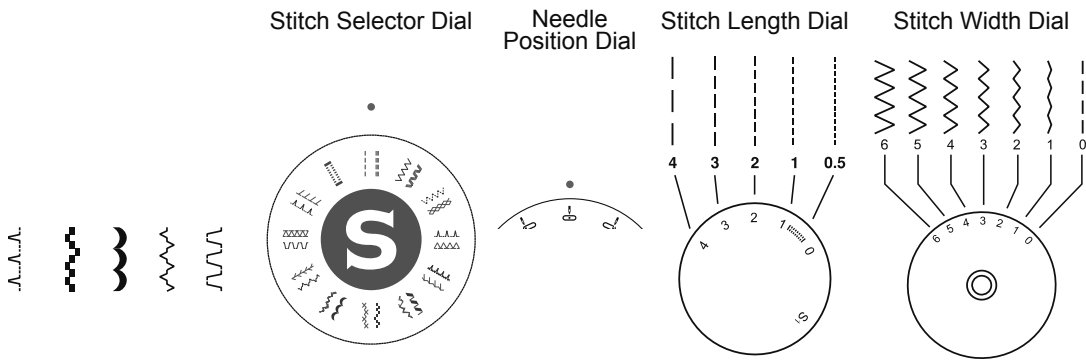 Stitch Selector Dial
Needle
Position Dial
Stitch Length Dial
Stitch Width Dial
S
4 3 2 1 0.5
4 3 2 1 0
S¹
6 5 4 3 2 1 0
6 5 4 3 2 1 0